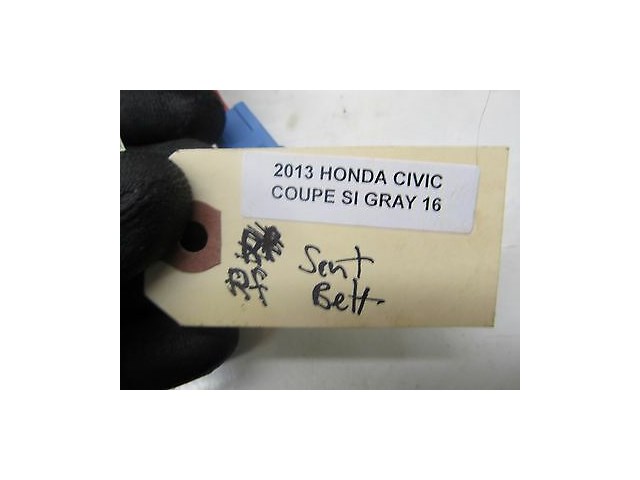 2013 HONDA CIVIC
COUPE SI GRAY 16
Seat
Belt